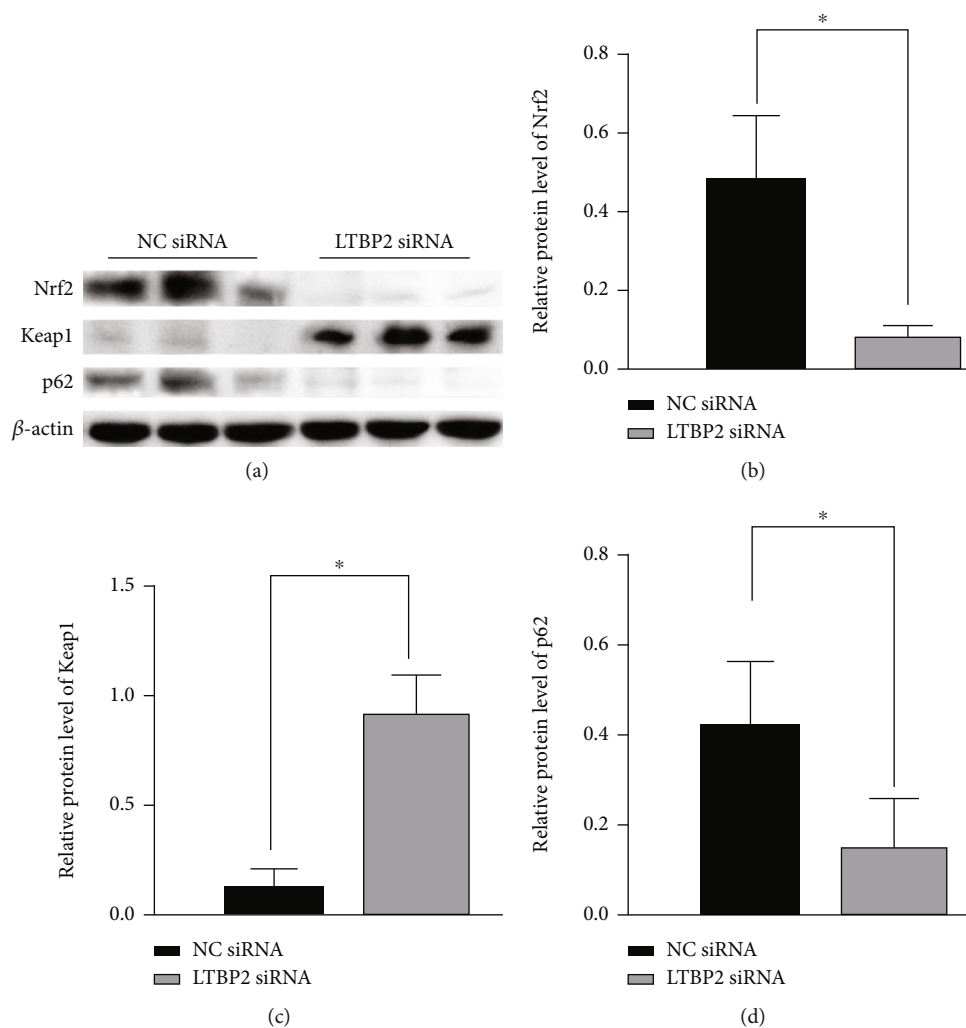 NC siRNA LTBP2 siRNA
Nrf2
Keap1
p62
β-actin
(a)
*
Relative protein level of Nrf2
0.8
0.6
0.4
0.2
0.0
NC siRNA
LTBP2 siRNA
(b)
*
Relative protein level of Keap1
1.5
1.0
0.5
0.0
NC siRNA
LTBP2 siRNA
(c)
*
Relative protein level of p62
0.8
0.6
0.4
0.2
0.0
NC siRNA
LTBP2 siRNA
(d)